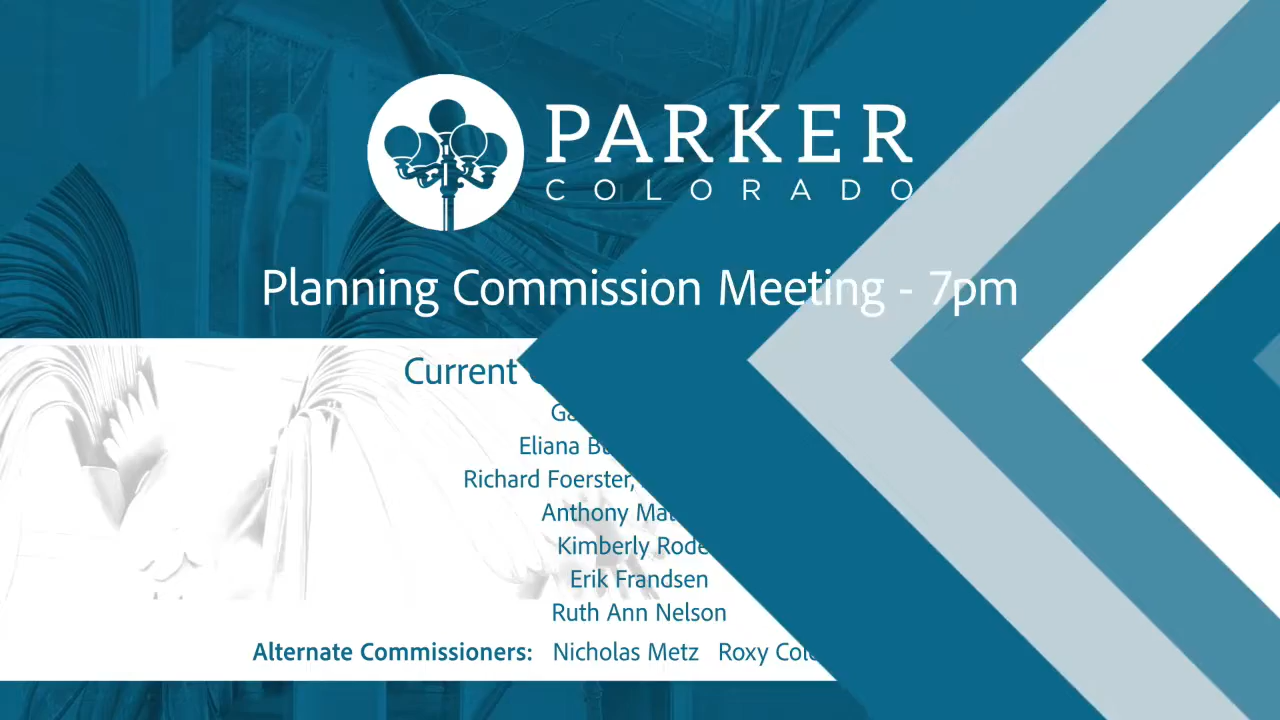 PARKER
COLORADO
Planning Commission Meeting - 7pm
Current
Eliana
Richard Foerster,
Anthony
Kimberly
Erik Frandsen
Ruth Ann Nelson
Alternate Commissioners: Nicholas Metz Roxy